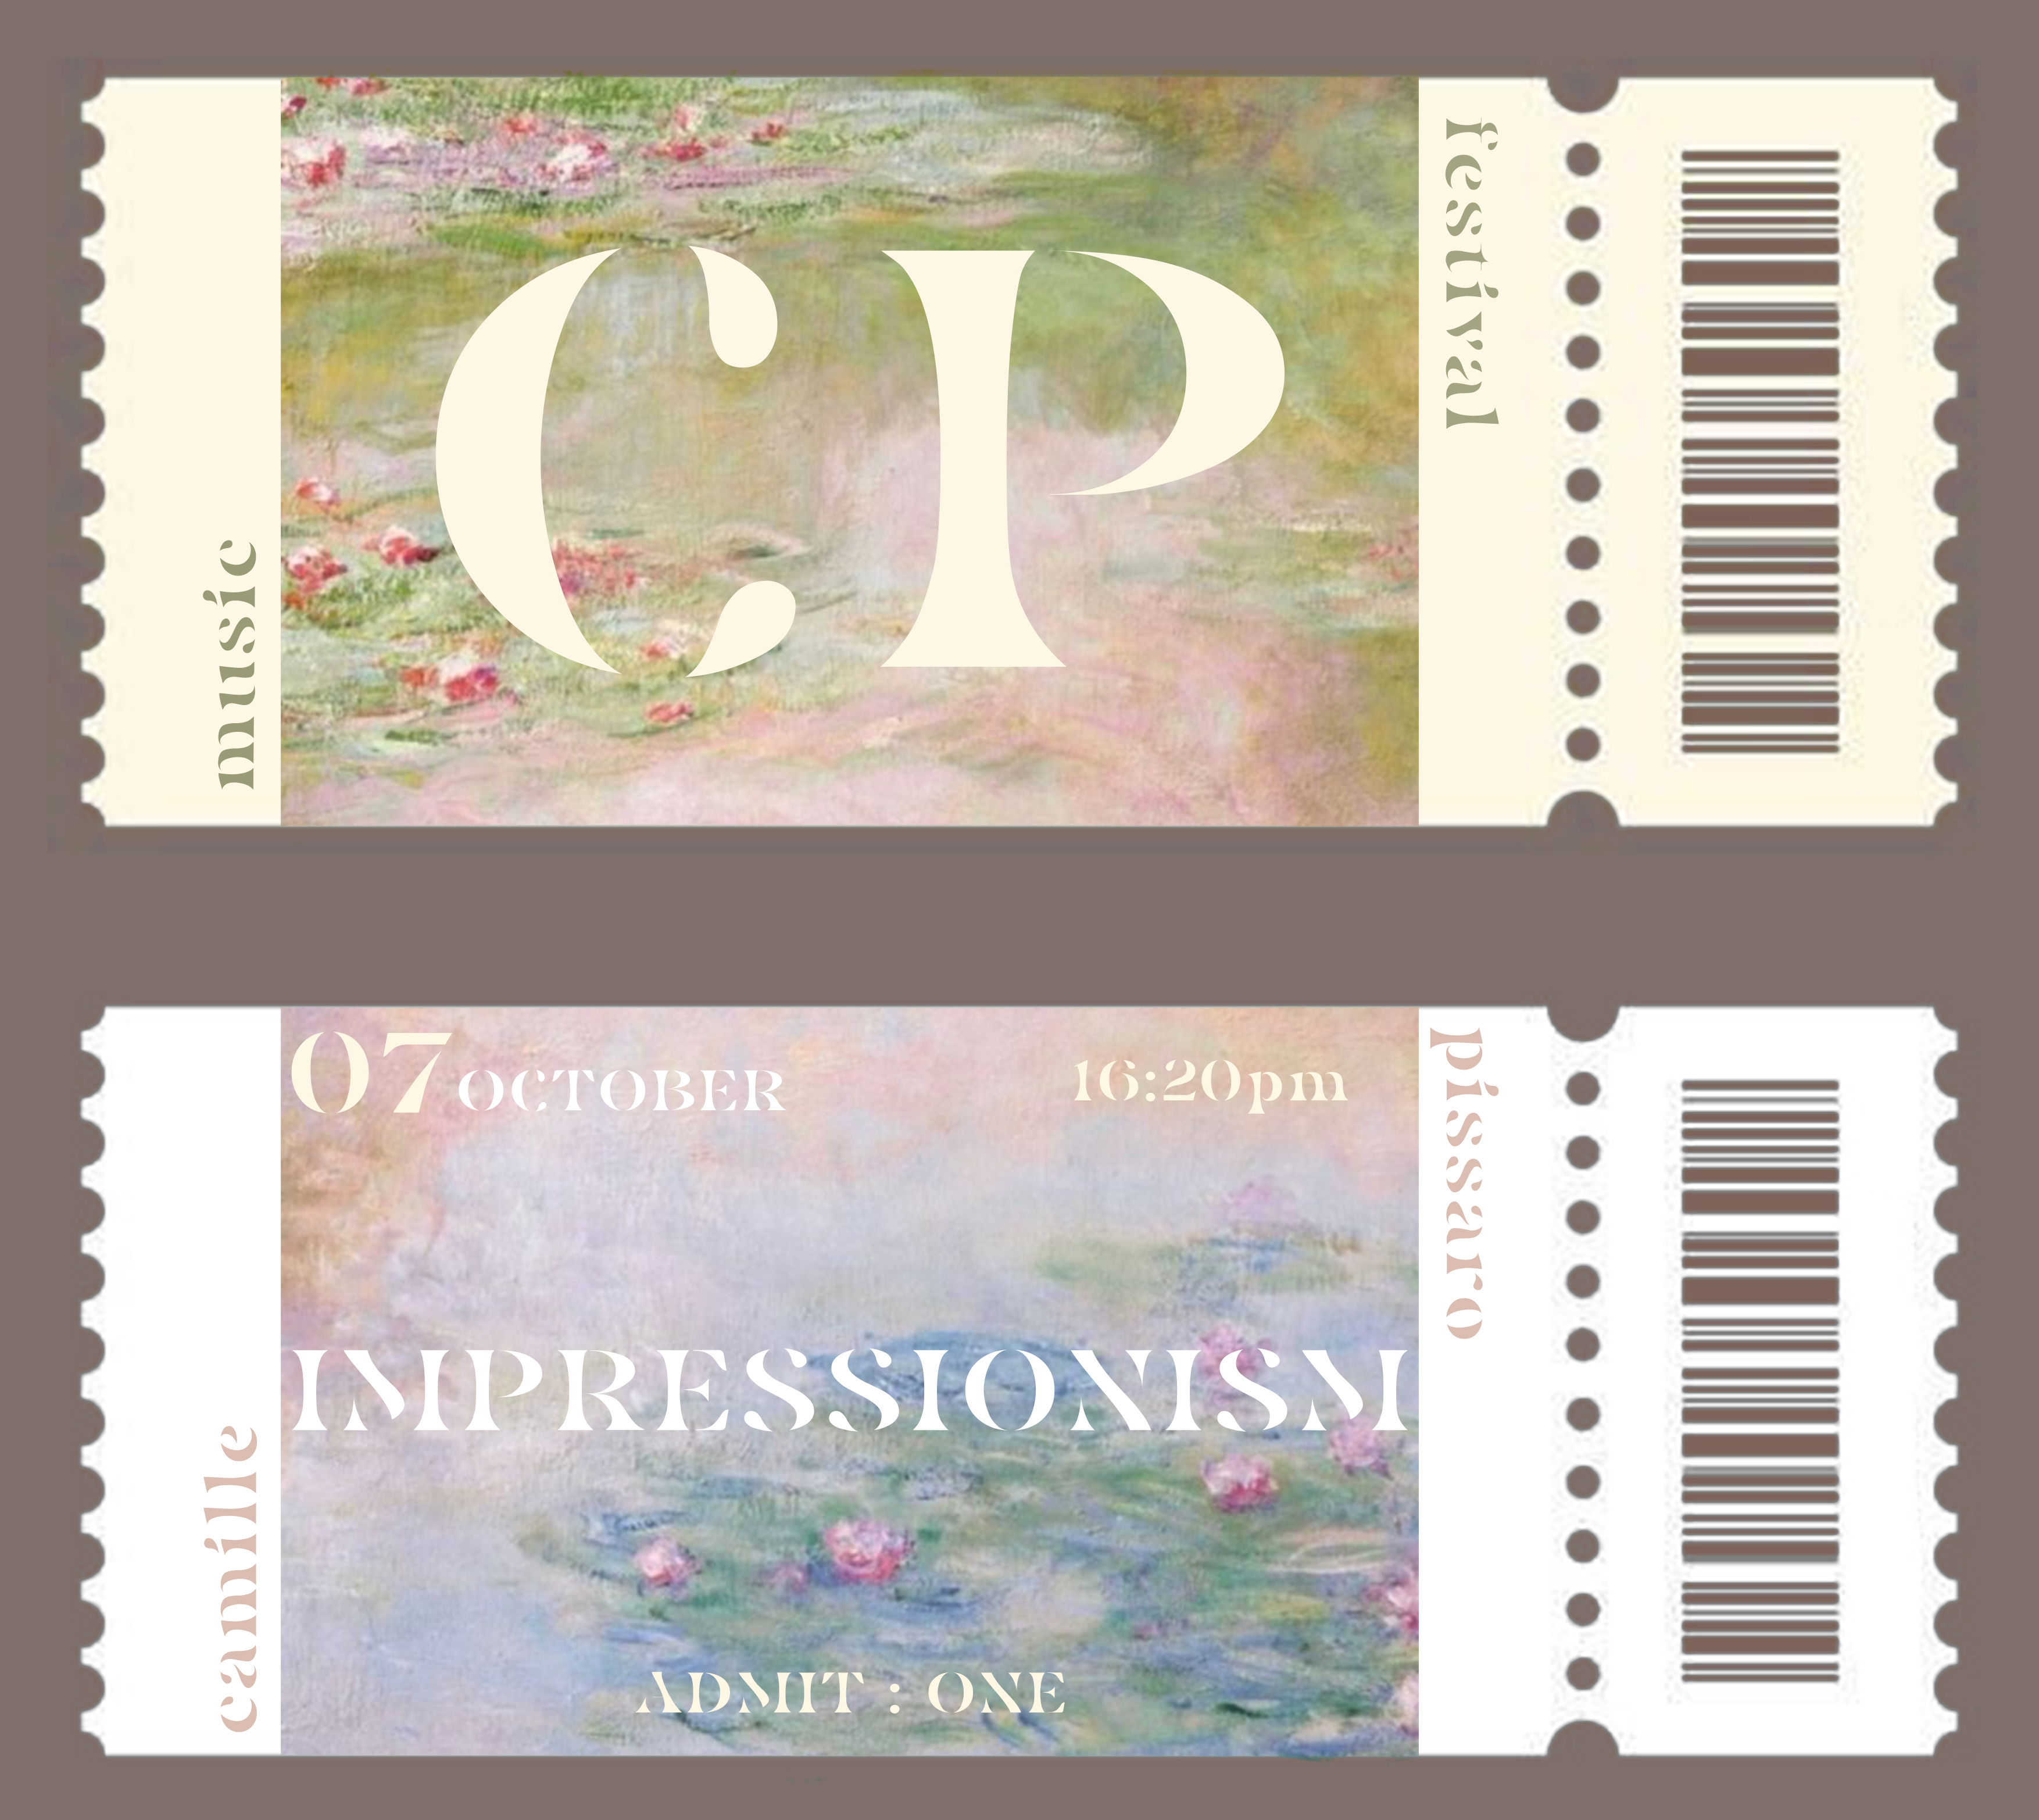 music
CP
festival
07 OCTOBER
16:20pm
pissaro
IMPRESSIONISM
camille
ADMIT : ONE